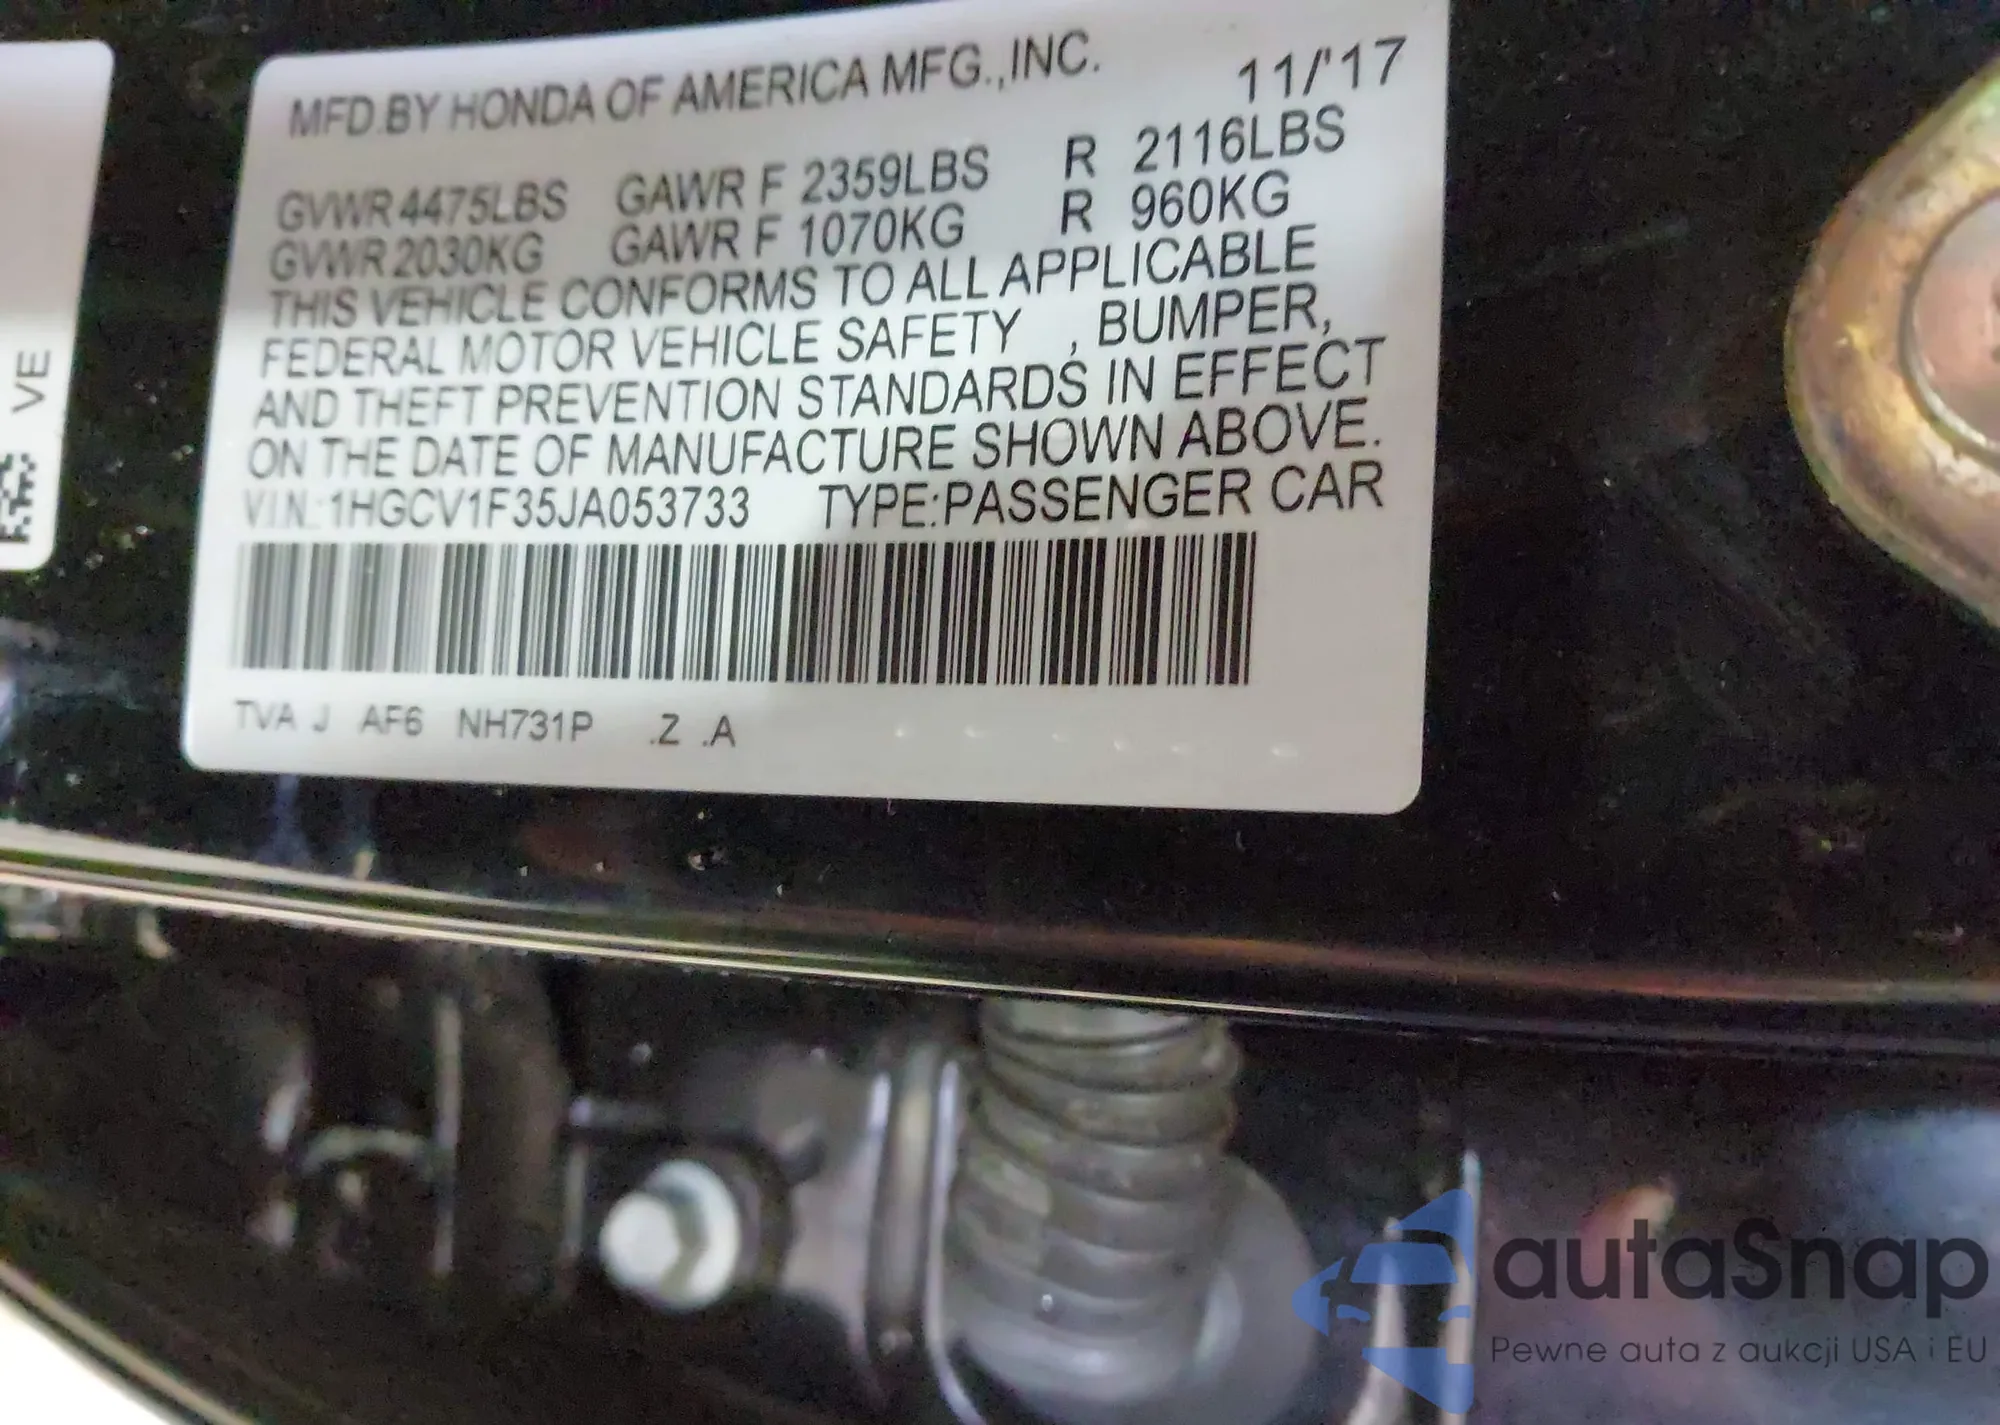 MFD.BY HONDA OF AMERICA MFG.,INC. 11/'17
GVWR 4475LBS GAWR F 2359LBS R 2116LBS
GVWR 2030KG GAWR F 1070KG R 960KG
THIS VEHICLE CONFORMS TO ALL APPLICABLE
FEDERAL MOTOR VEHICLE SAFETY , BUMPER,
AND THEFT PREVENTION STANDARDS IN EFFECT
ON THE DATE OF MANUFACTURE SHOWN ABOVE.
V.I.N.:1HGCV1F35JA053733 TYPE:PASSENGER CAR
TVA J AF6 NH731P .Z .A
VE
autaSnap
Pewne auta z aukcji USA i EU